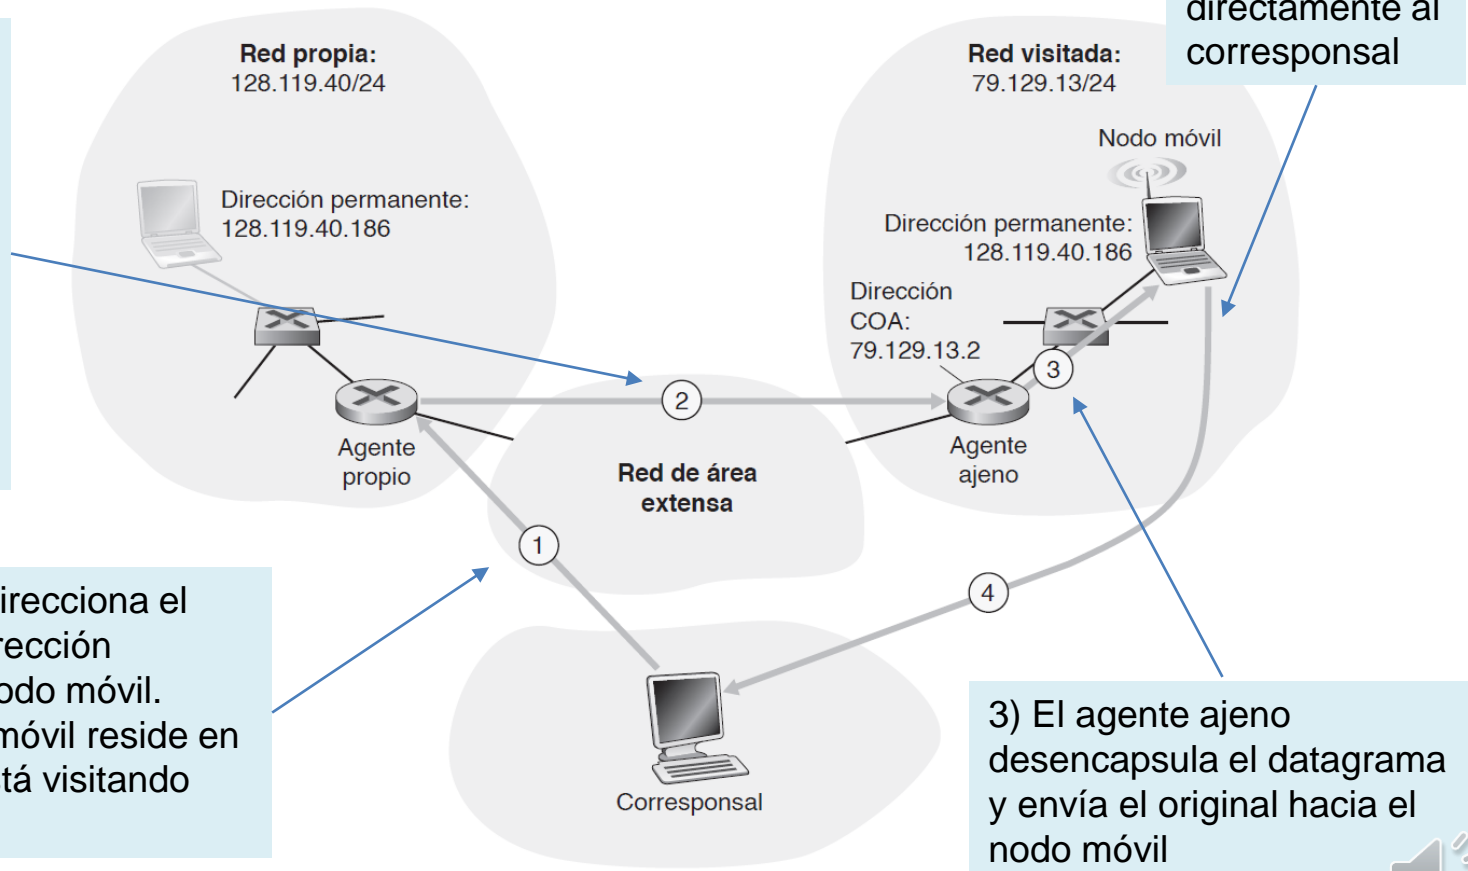 directamente al
corresponsal
Red propia:
128.119.40/24
Red visitada:
79.129.13/24
Nodo móvil
Dirección permanente:
128.119.40.186
Dirección permanente:
128.119.40.186
Dirección
COA:
79.129.13.2
3
2
Agente
propio
Agente
ajeno
Red de área
extensa
1
4
irecciona el
rección
odo móvil.
móvil reside en
stá visitando
3) El agente ajeno
desencapsula el datagrama
y envía el original hacia el
nodo móvil
Corresponsal